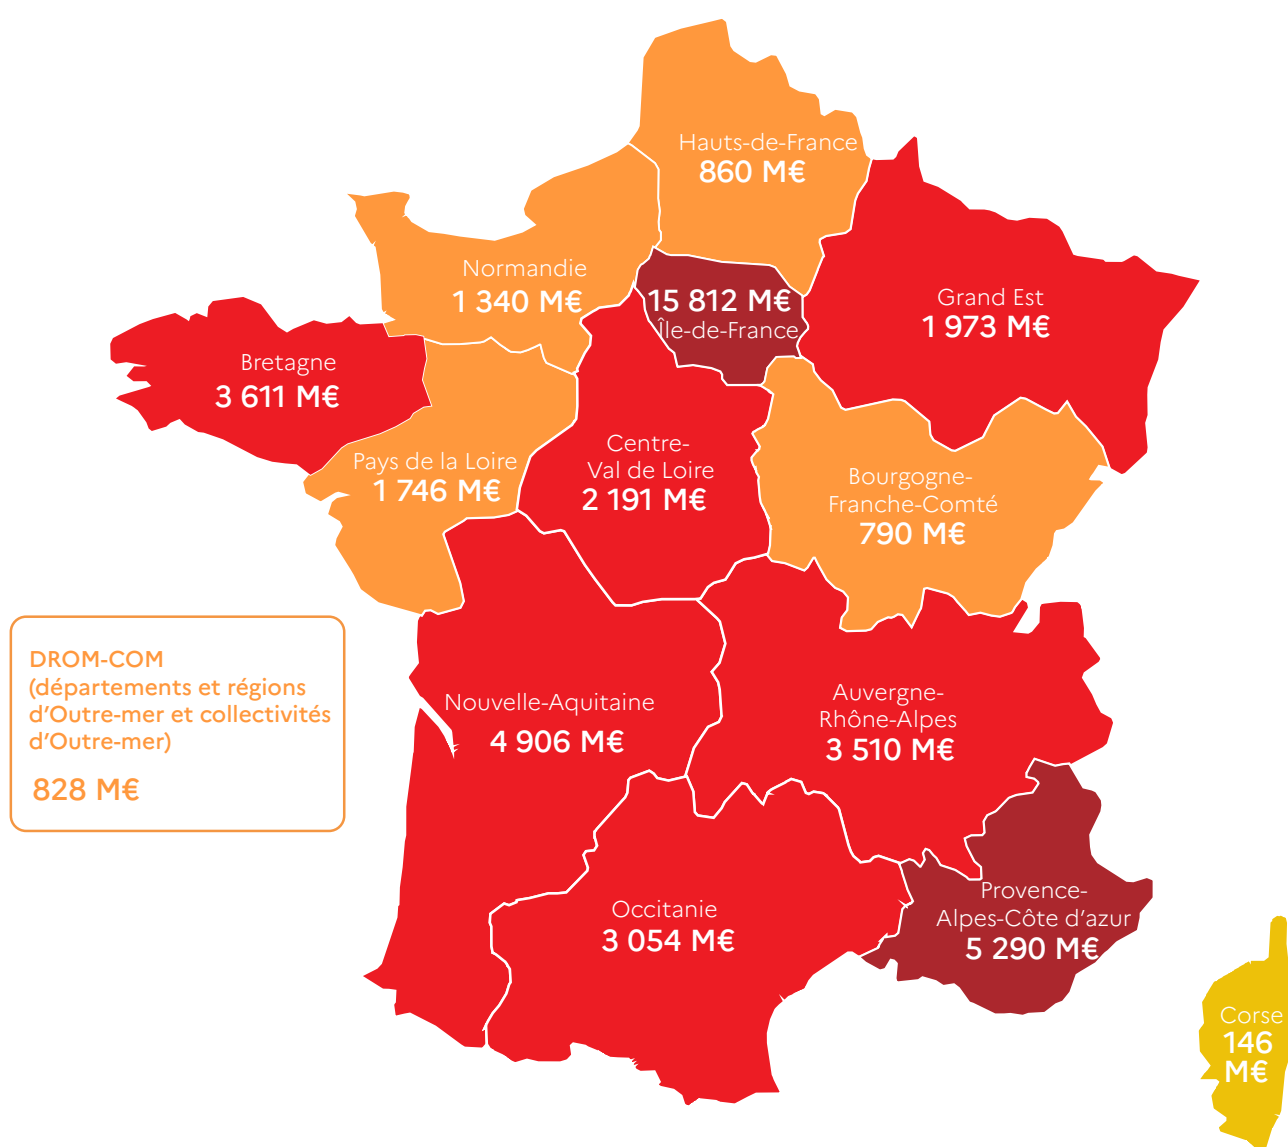 Hauts-de-France
860 M€
Normandie
1 340 M€
15 812 M€
Île-de-France
Grand Est
1 973 M€
Bretagne
3 611 M€
Pays de la Loire
1 746 M€
Centre-
Val de Loire
2 191 M€
Bourgogne-
Franche-Comté
790 M€
DROM-COM
(départements et régions
d'Outre-mer et collectivités
d'Outre-mer)
828 M€
Nouvelle-Aquitaine
4 906 M€
Auvergne-
Rhône-Alpes
3 510 M€
Occitanie
3 054 M€
Provence-
Alpes-Côte d'azur
5 290 M€
Corse
146
M€